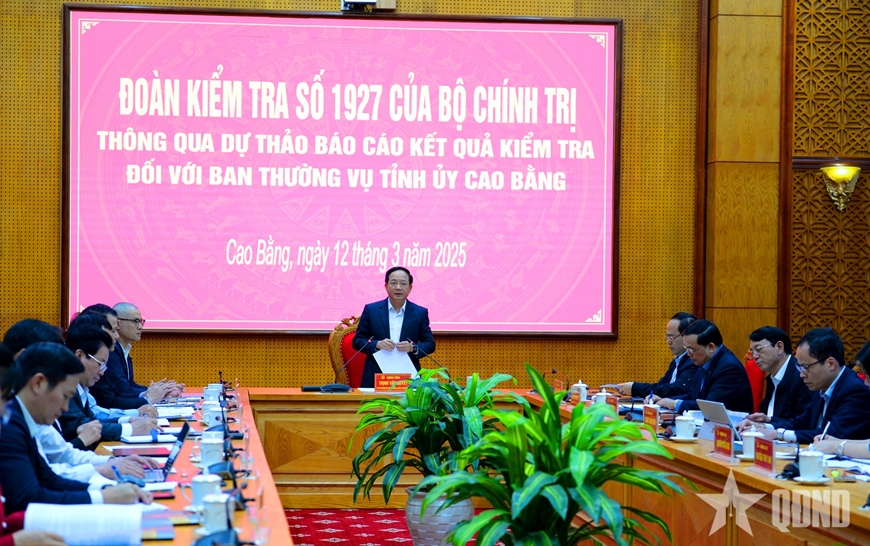 ĐOÀN KIỂM TRA SỐ 1927 CỦA BỘ CHÍNH TRỊ
THÔNG QUA DỰ THẢO BÁO CÁO KẾT QUẢ KIỂM TRA
ĐỐI VỚI BAN THƯỜNG VỤ TỈNH ỦY CAO BẰNG
Cao Bằng, ngày 12 tháng 3 năm 2025
QĐND